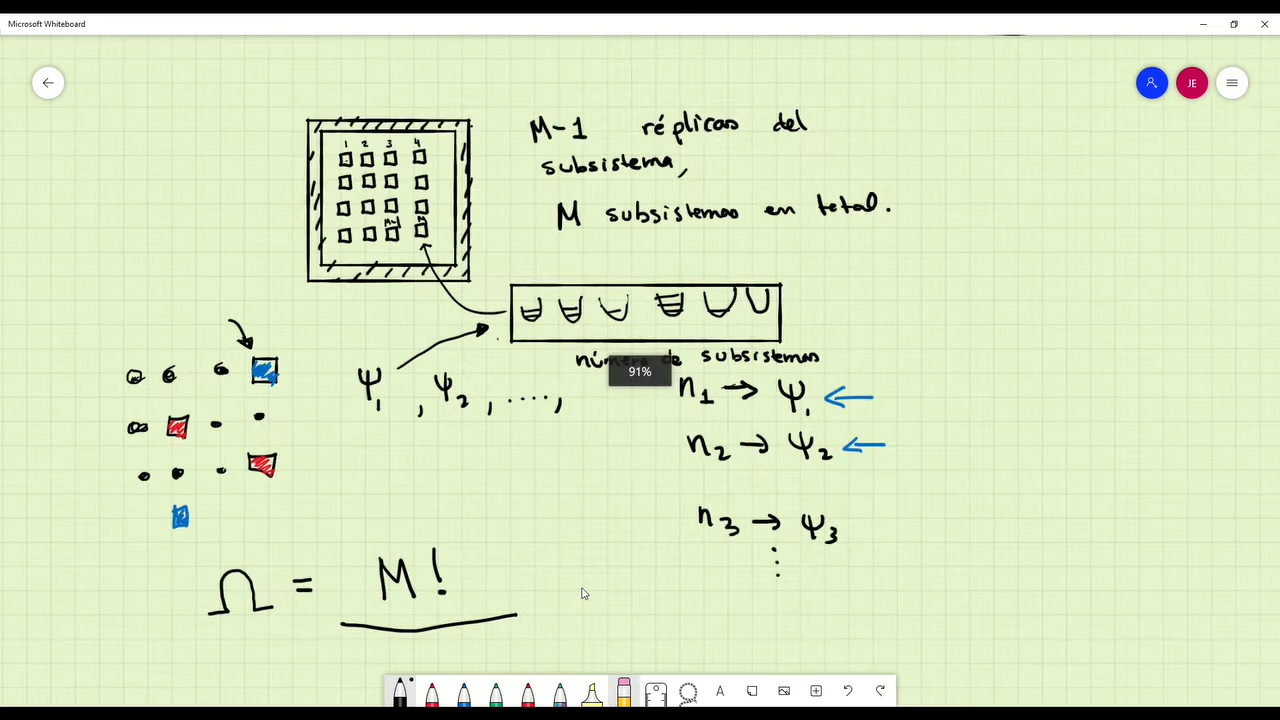 Microsoft Whiteboard
JE
1 2 3 4
M-1 réplicas del
subsistema,
M subsistemas en total.
M-1 M
número de subsistemas
91%
Ψ1, Ψ2, ....,
n1 → Ψ1 ←
n2 → Ψ2 ←
n3 → Ψ3
⋮
Ω = M!
A